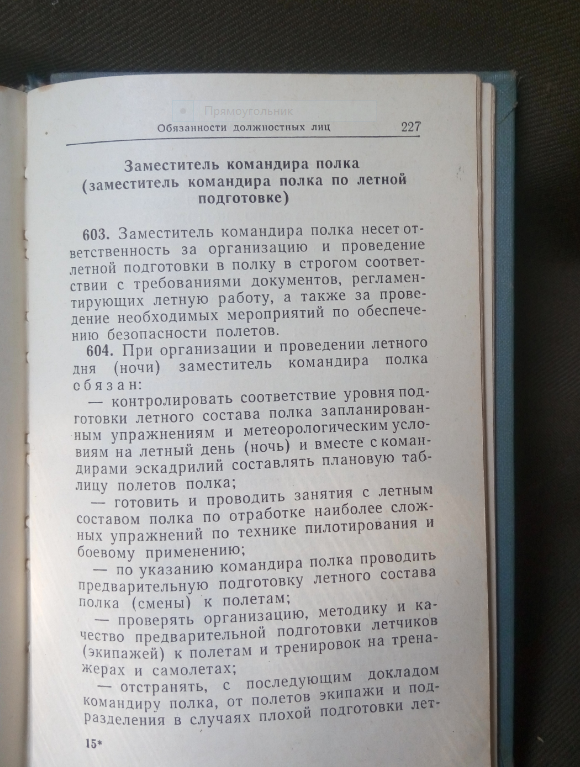 Прямоугольник
Обязанности должностных лиц 227
Заместитель командира полка
(заместитель командира полка по летной
подготовке)
603. Заместитель командира полка несет от-
ветственность за организацию и проведение
летной подготовки в полку в строгом соответ-
ствии с требованиями документов, регламен-
тирующих летную работу, а также за прове-
дение необходимых мероприятий по обеспече-
нию безопасности полетов.
604. При организации и проведении летного
дня (ночи) заместитель командира полка
обязан:
— контролировать соответствие уровня под-
готовки летного состава полка запланирован-
ным упражнениям и метеорологическим усло-
виям на летный день (ночь) и вместе с коман-
дирами эскадрилий составлять плановую таб-
лицу полетов полка;
— готовить и проводить занятия с летным
составом полка по отработке наиболее слож-
ных упражнений по технике пилотирования и
боевому применению;
— по указанию командира полка проводить
предварительную подготовку летного состава
полка (смены) к полетам;
— проверять организацию, методику и ка-
чество предварительной подготовки летчиков
(экипажей) к полетам и тренировок на трена-
жерах и самолетах;
— отстранять, с последующим докладом
командиру полка, от полетов экипажи и под-
разделения в случаях плохой подготовки лет-
15*